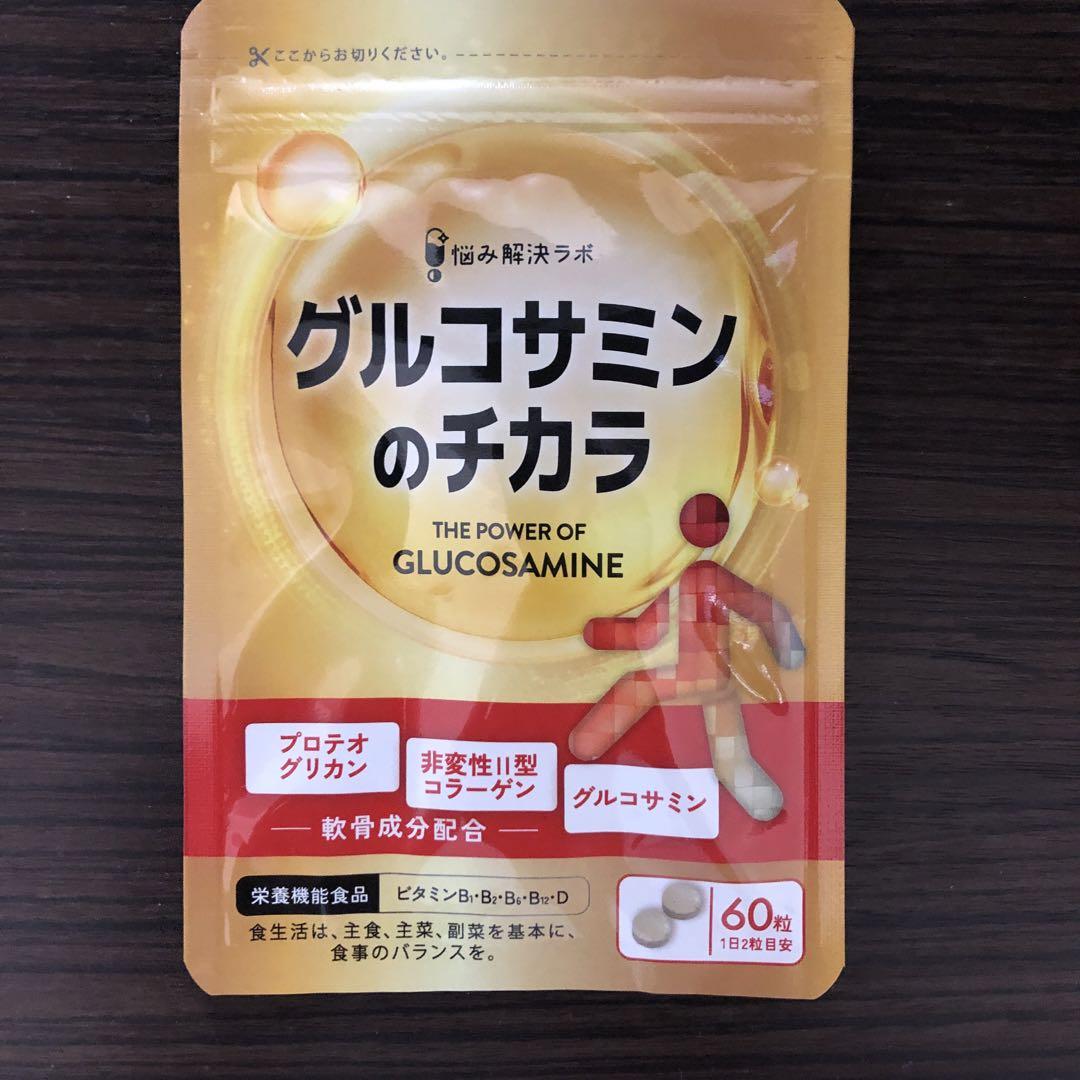 ここからお切りください。
悩み解決ラボ
グルコサミン
のチカラ
THE POWER OF
GLUCOSAMINE
プロテオ
グリカン
非変性II型
コラーゲン
グルコサミン
軟骨成分配合
栄養機能食品 ビタミンB₁・B₂・B₆・B₁₂・D
食生活は、主食、主菜、副菜を基本に、
食事のバランスを。
60粒
1日2粒目安